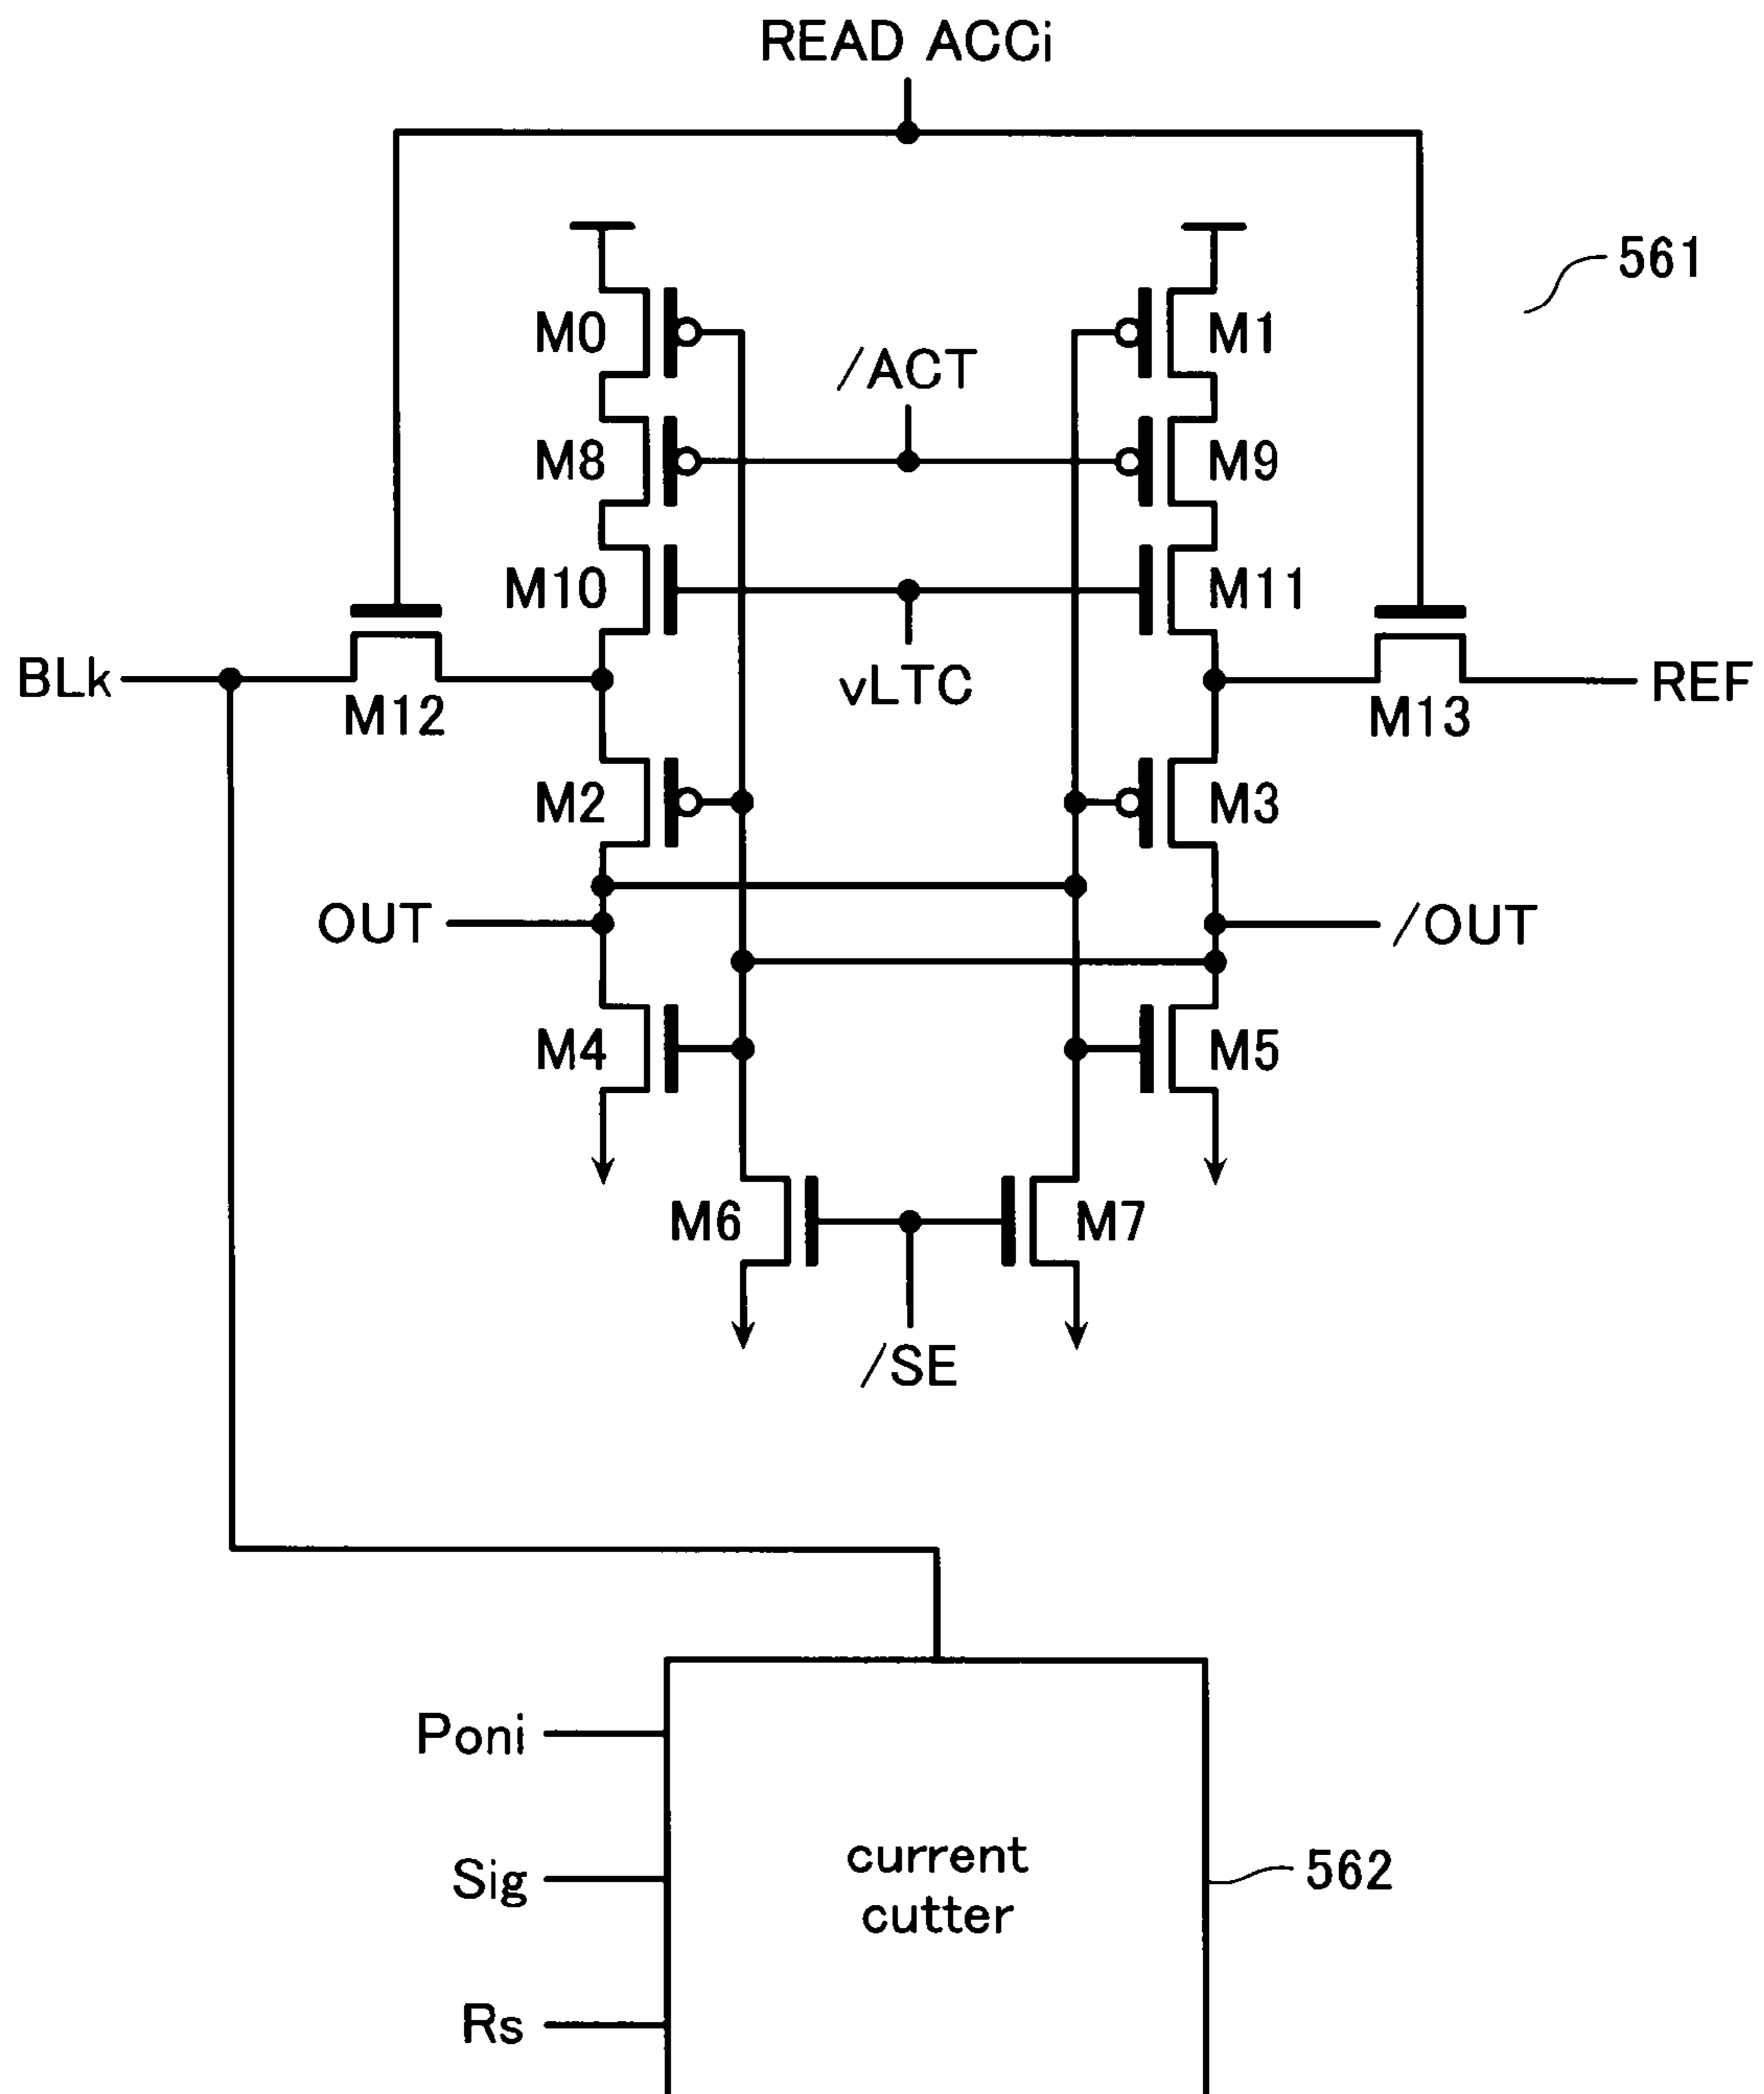 READ ACCi
561
M0
M1
/ACT
M8
M9
M10
M11
BLk
vLTC
REF
M12
M13
M2
M3
OUT
/OUT
M4
M5
M6
M7
/SE
Poni
current
cutter
562
Sig
Rs